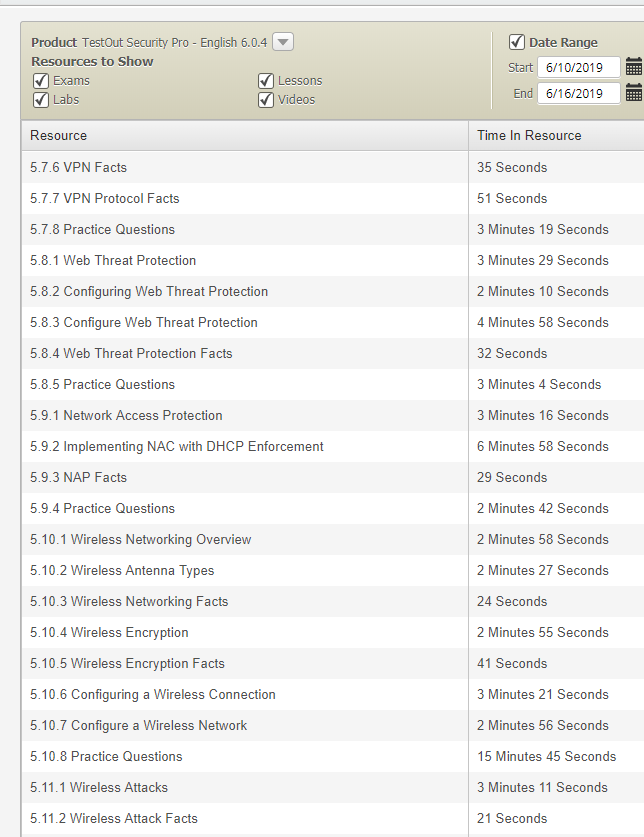 Product TestOut Security Pro - English 6.0.4
Resources to Show
Exams Lessons
Labs Videos
Date Range
Start 6/10/2019
End 6/16/2019
Resource Time In Resource
5.7.6 VPN Facts 35 Seconds
5.7.7 VPN Protocol Facts 51 Seconds
5.7.8 Practice Questions 3 Minutes 19 Seconds
5.8.1 Web Threat Protection 3 Minutes 29 Seconds
5.8.2 Configuring Web Threat Protection 2 Minutes 10 Seconds
5.8.3 Configure Web Threat Protection 4 Minutes 58 Seconds
5.8.4 Web Threat Protection Facts 32 Seconds
5.8.5 Practice Questions 3 Minutes 4 Seconds
5.9.1 Network Access Protection 3 Minutes 16 Seconds
5.9.2 Implementing NAC with DHCP Enforcement 6 Minutes 58 Seconds
5.9.3 NAP Facts 29 Seconds
5.9.4 Practice Questions 2 Minutes 42 Seconds
5.10.1 Wireless Networking Overview 2 Minutes 58 Seconds
5.10.2 Wireless Antenna Types 2 Minutes 27 Seconds
5.10.3 Wireless Networking Facts 24 Seconds
5.10.4 Wireless Encryption 2 Minutes 55 Seconds
5.10.5 Wireless Encryption Facts 41 Seconds
5.10.6 Configuring a Wireless Connection 3 Minutes 21 Seconds
5.10.7 Configure a Wireless Network 2 Minutes 56 Seconds
5.10.8 Practice Questions 15 Minutes 45 Seconds
5.11.1 Wireless Attacks 3 Minutes 11 Seconds
5.11.2 Wireless Attack Facts 21 Seconds